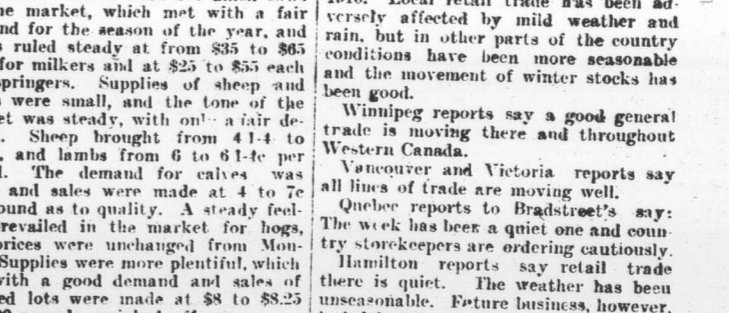 he market, which met with a fair
nd for the season of the year, and
s ruled steady at from $35 to $65
for milkers and at $25 to $55 each
springers. Supplies of sheep and
s were small, and the tone of the
et was steady, with only a fair de-
. Sheep brought from 4 1-4 to
, and lambs from 6 to 6 1-4c per
. The demand for calves was
and sales were made at 4 to 7c
ound as to quality. A steady feel-
revailed in the market for hogs,
prices were unchanged from Mon-
Supplies were more plentiful, which
with a good demand and sales of
ed lots were made at $8 to $8.25
Local retail trade has been ad-
versely affected by mild weather and
rain, but in other parts of the country
conditions have been more seasonable
and the movement of winter stocks has
been good.
Winnipeg reports say a good general
trade is moving there and throughout
Western Canada.
Vancouver and Victoria reports say
all lines of trade are moving well.
Quebec reports to Bradstreet's say:
The week has been a quiet one and coun-
try storekeepers are ordering cautiously.
Hamilton reports say retail trade
there is quiet. The weather has been
unseasonable. Future business, however,